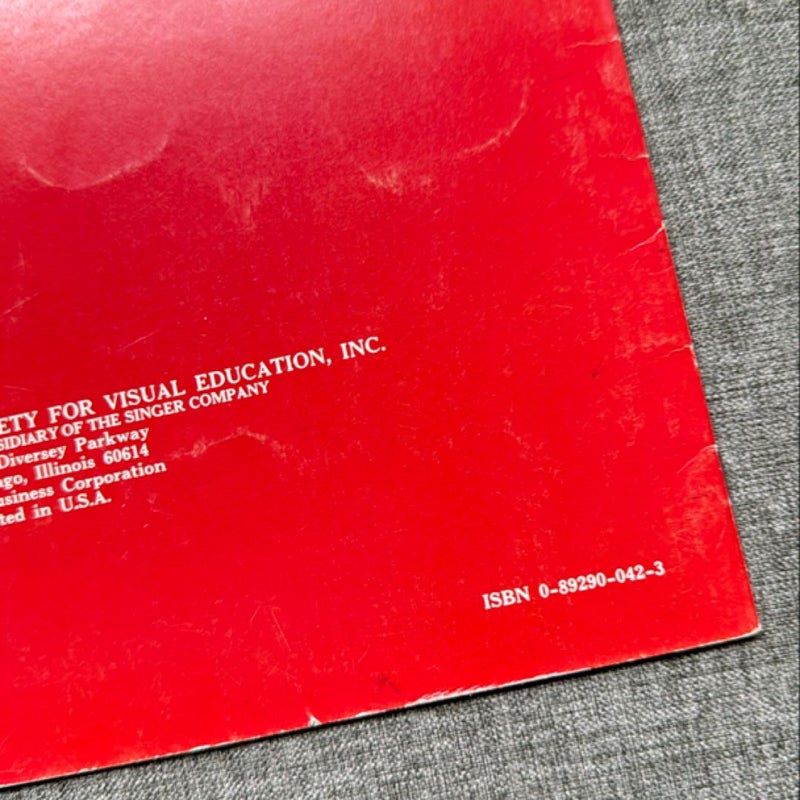 ETY FOR VISUAL EDUCATION, INC.
SIDIARY OF THE SINGER COMPANY
Diversey Parkway
ago, Illinois 60614
usiness Corporation
ted in U.S.A.
ISBN 0-89290-042-3